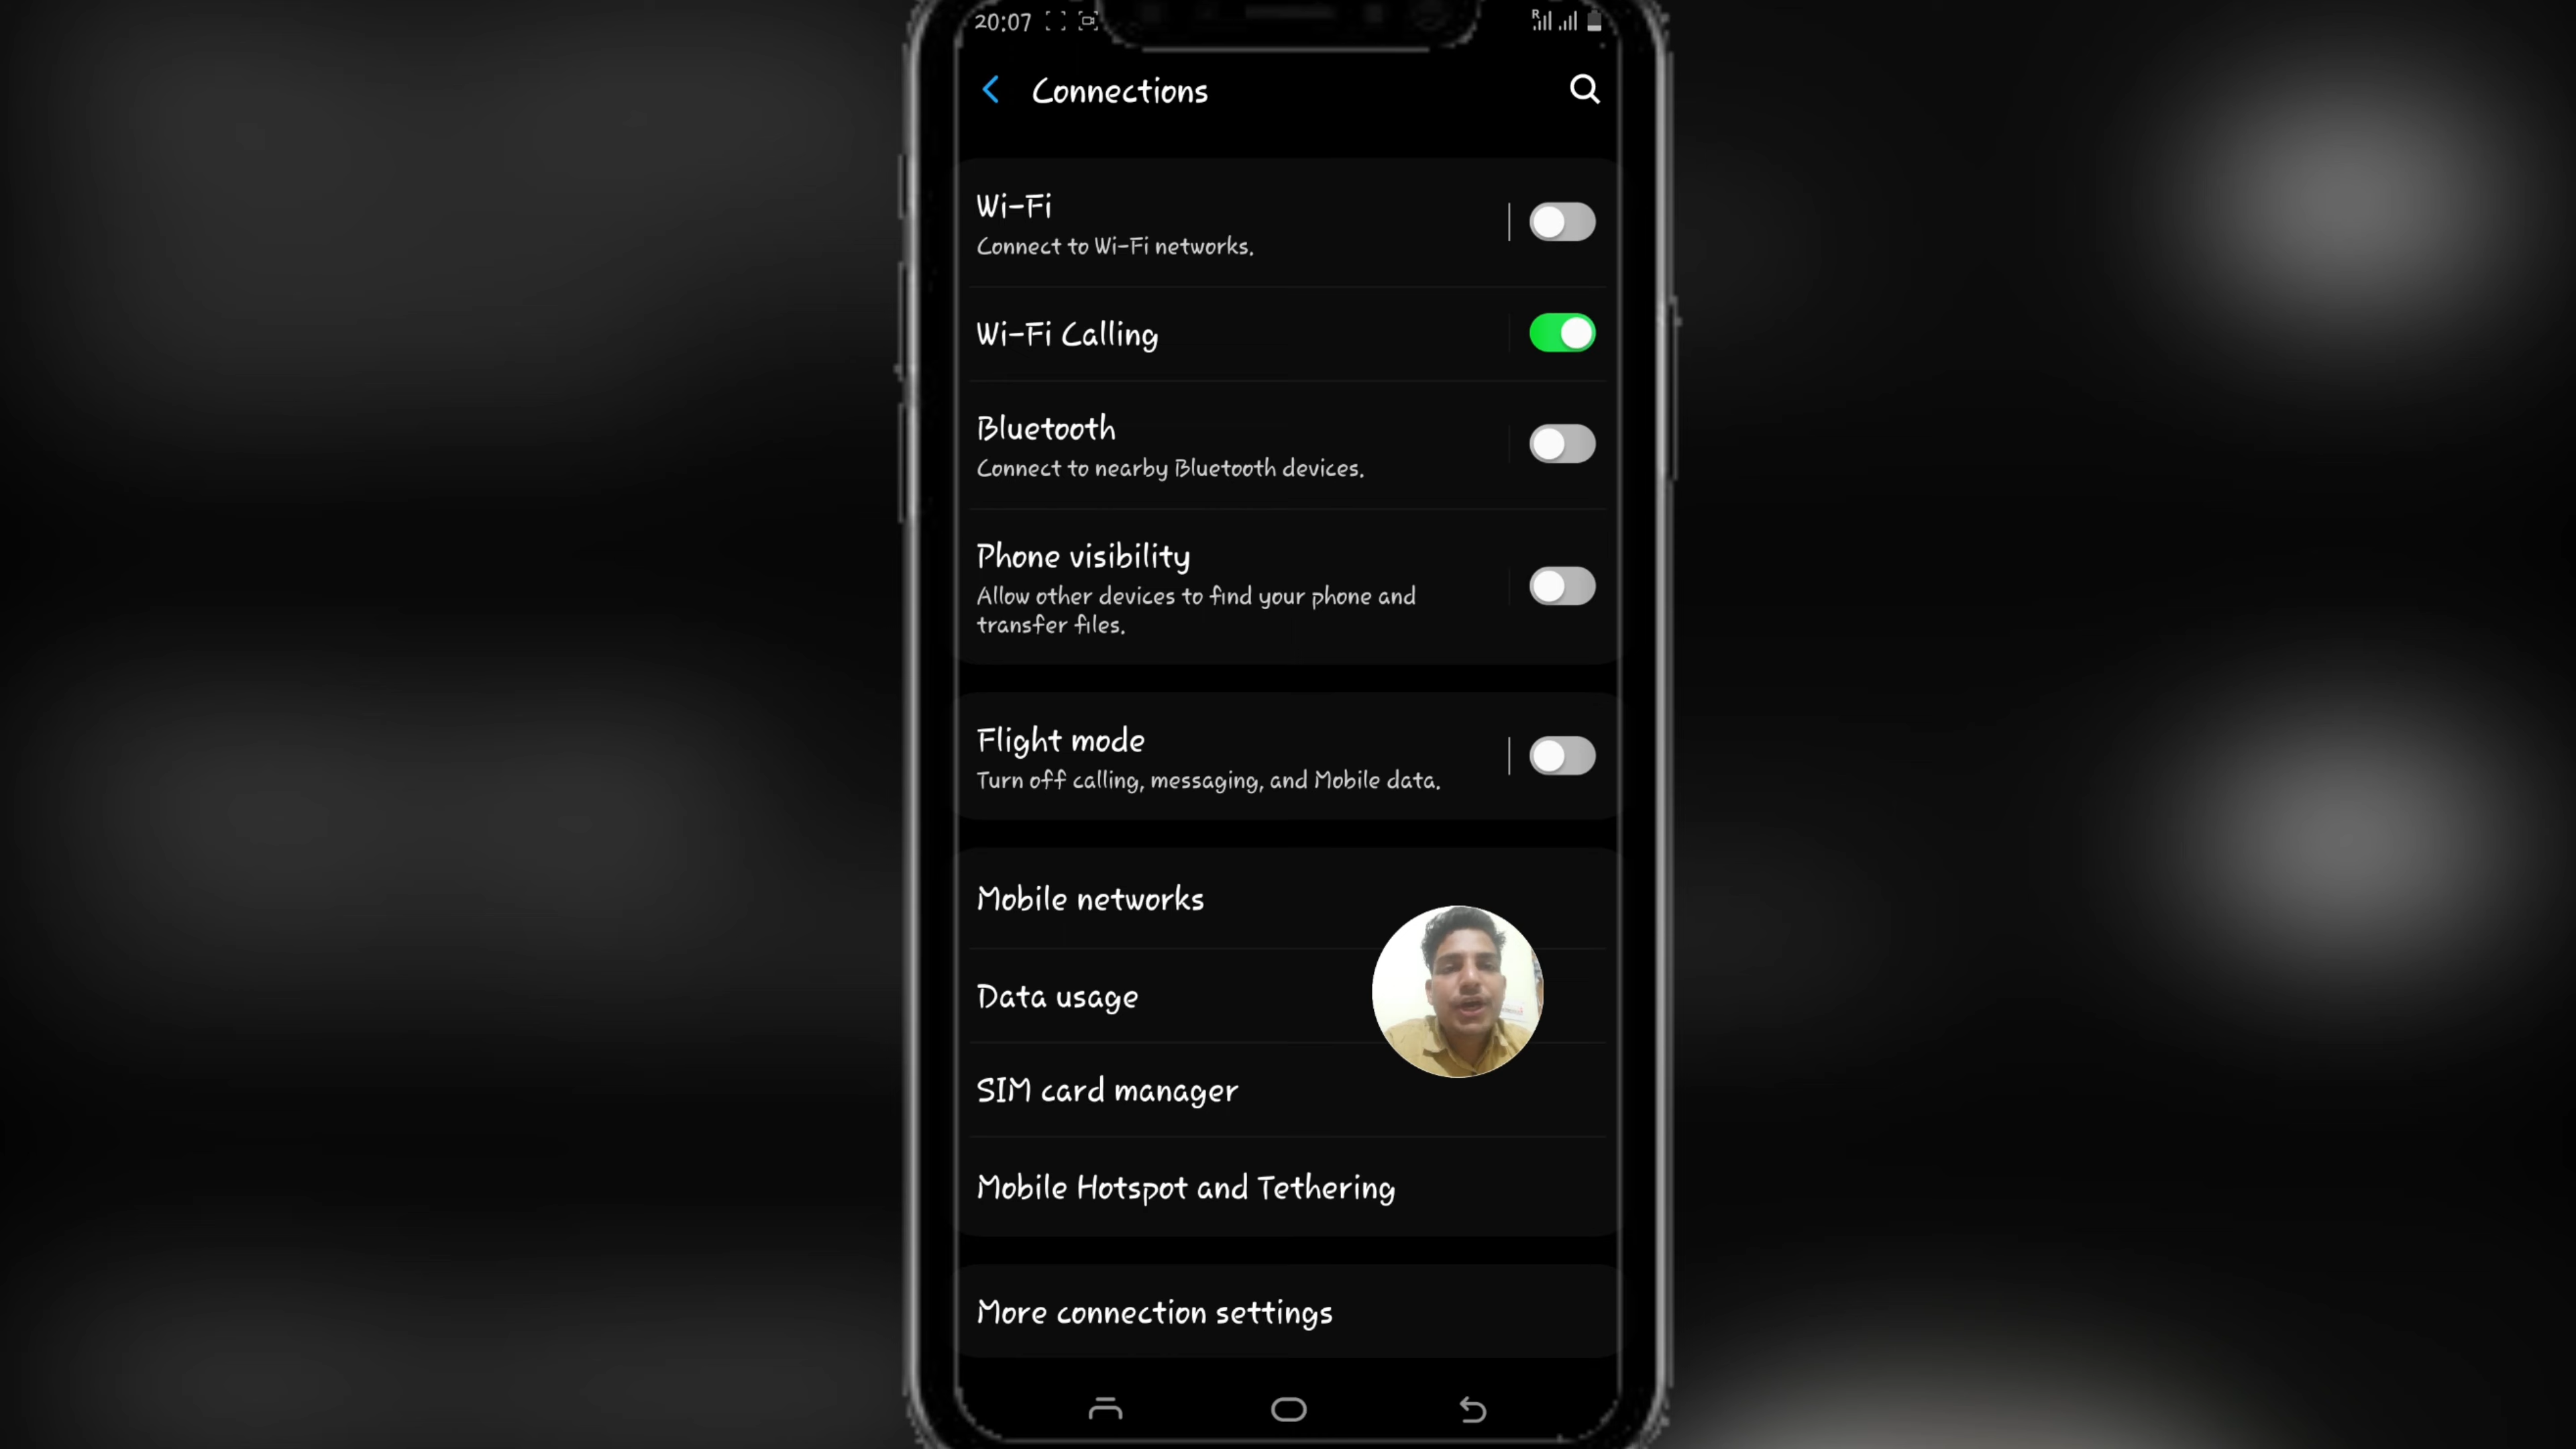 20:07
R
Connections
Wi-Fi
Connect to Wi-Fi networks.
Wi-Fi Calling
Bluetooth
Connect to nearby Bluetooth devices.
Phone visibility
Allow other devices to find your phone and
transfer files.
Flight mode
Turn off calling, messaging, and Mobile data.
Mobile networks
Data usage
SIM card manager
Mobile Hotspot and Tethering
More connection settings